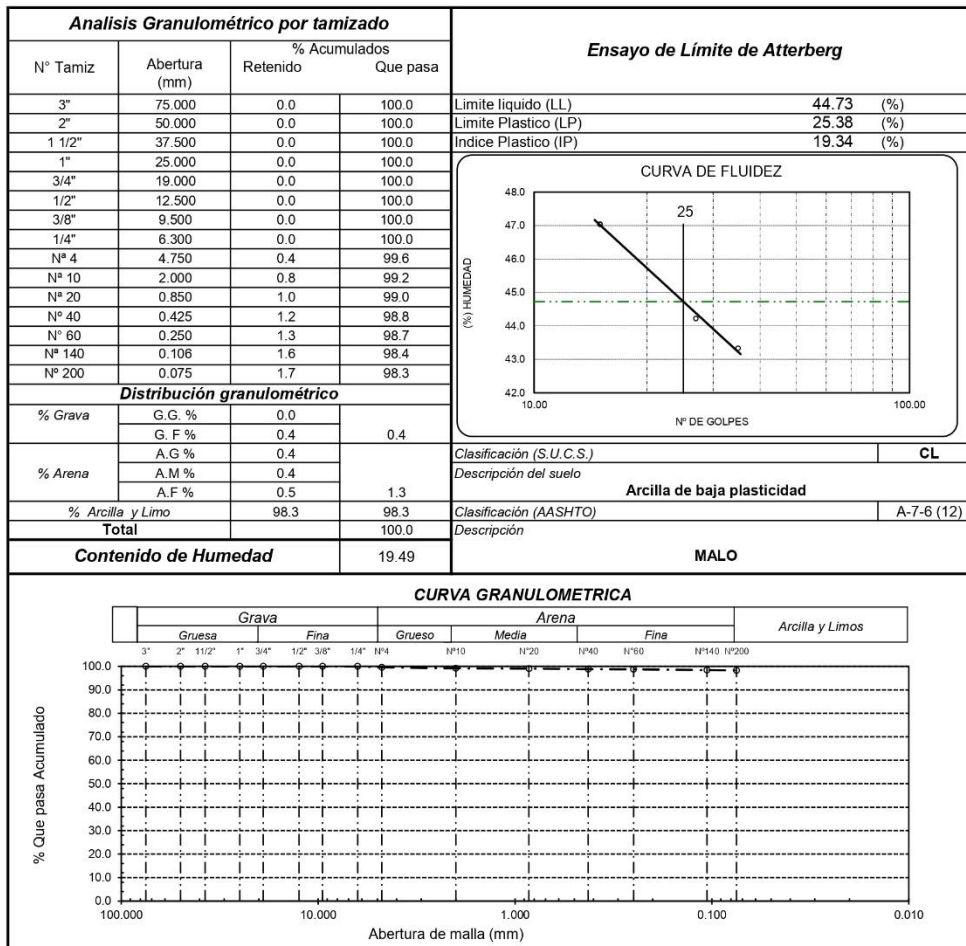 Analisis Granulométrico por tamizado
N° Tamiz Abertura (mm) % Acumulados
Retenido Que pasa
3" 75.000 0.0 100.0
2" 50.000 0.0 100.0
1 1/2" 37.500 0.0 100.0
1" 25.000 0.0 100.0
3/4" 19.000 0.0 100.0
1/2" 12.500 0.0 100.0
3/8" 9.500 0.0 100.0
1/4" 6.300 0.0 100.0
Nª 4 4.750 0.4 99.6
Nª 10 2.000 0.8 99.2
Nª 20 0.850 1.0 99.0
Nº 40 0.425 1.2 98.8
N° 60 0.250 1.3 98.7
Nª 140 0.106 1.6 98.4
Nº 200 0.075 1.7 98.3
Distribución granulométrico
% Grava G.G. % 0.0
G. F % 0.4 0.4
A.G % 0.4
% Arena A.M % 0.4
A.F % 0.5 1.3
% Arcilla y Limo 98.3 98.3
Total 100.0
Contenido de Humedad 19.49
Ensayo de Límite de Atterberg
Limite liquido (LL) 44.73 (%)
Limite Plastico (LP) 25.38 (%)
Indice Plastico (IP) 19.34 (%)
CURVA DE FLUIDEZ
25
(%) HUMEDAD
48.0
47.0
46.0
45.0
44.0
43.0
42.0
10.00 100.00
Nº DE GOLPES
Clasificación (S.U.C.S.) CL
Descripción del suelo
Arcilla de baja plasticidad
Clasificación (AASHTO) A-7-6 (12)
Descripción
MALO
CURVA GRANULOMETRICA
Grava Arena Arcilla y Limos
Gruesa Fina Grueso Media Fina
3" 2" 11/2" 1" 3/4" 1/2" 3/8" 1/4" Nº4 Nº10 N°20 Nº40 N°60 Nº140 Nº200
% Que pasa Acumulado
100.0
90.0
80.0
70.0
60.0
50.0
40.0
30.0
20.0
10.0
0.0
100.000 10.000 1.000 0.100 0.010
Abertura de malla (mm)